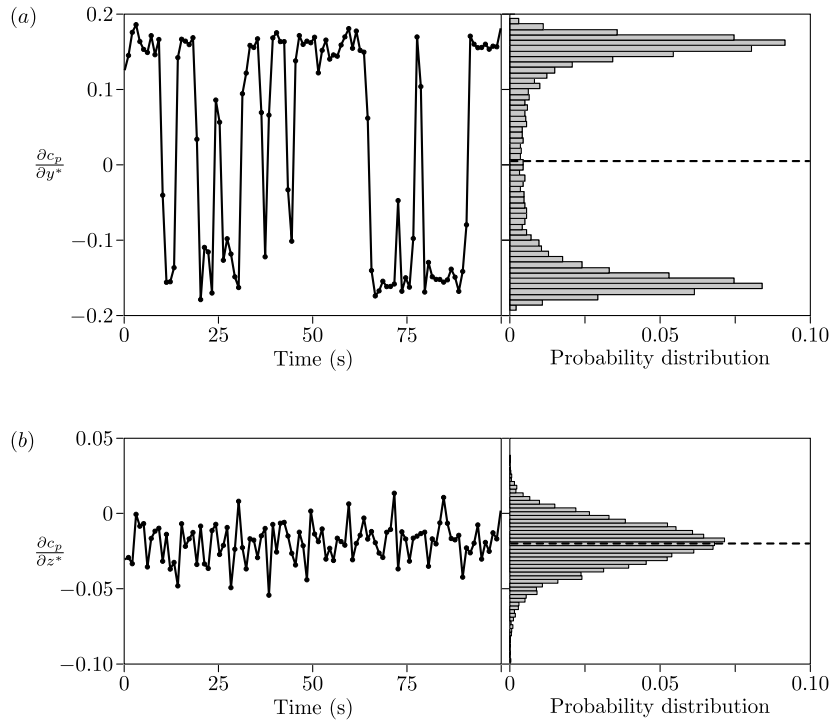 (a)
0.2
0.1
0
−0.1
−0.2
∂c_p
∂y*
0 25 50 75 0 0.05 0.10
Time (s) Probability distribution
(b)
0.05
0
−0.05
−0.10
∂c_p
∂z*
0 25 50 75 0 0.05 0.10
Time (s) Probability distribution